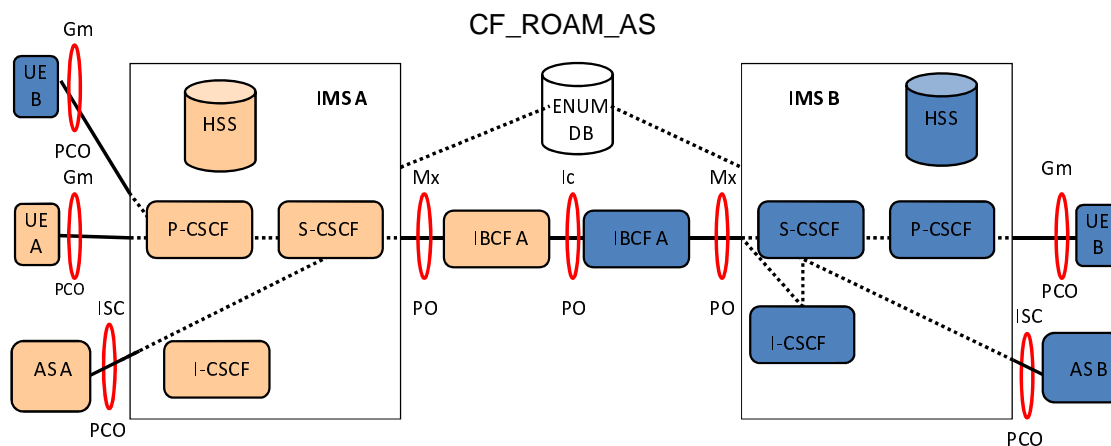 CF_ROAM_AS
Gm
UE
B
PCO
IMS A
HSS
ENUM
DB
IMS B
HSS
Gm
UE
A
PCO
P-CSCF
S-CSCF
Mx
PO
IBCF A
Ic
PO
IBCF A
Mx
PO
S-CSCF
P-CSCF
Gm
UE
B
PCO
ISC
AS A
PCO
I-CSCF
I-CSCF
ISC
AS B
PCO